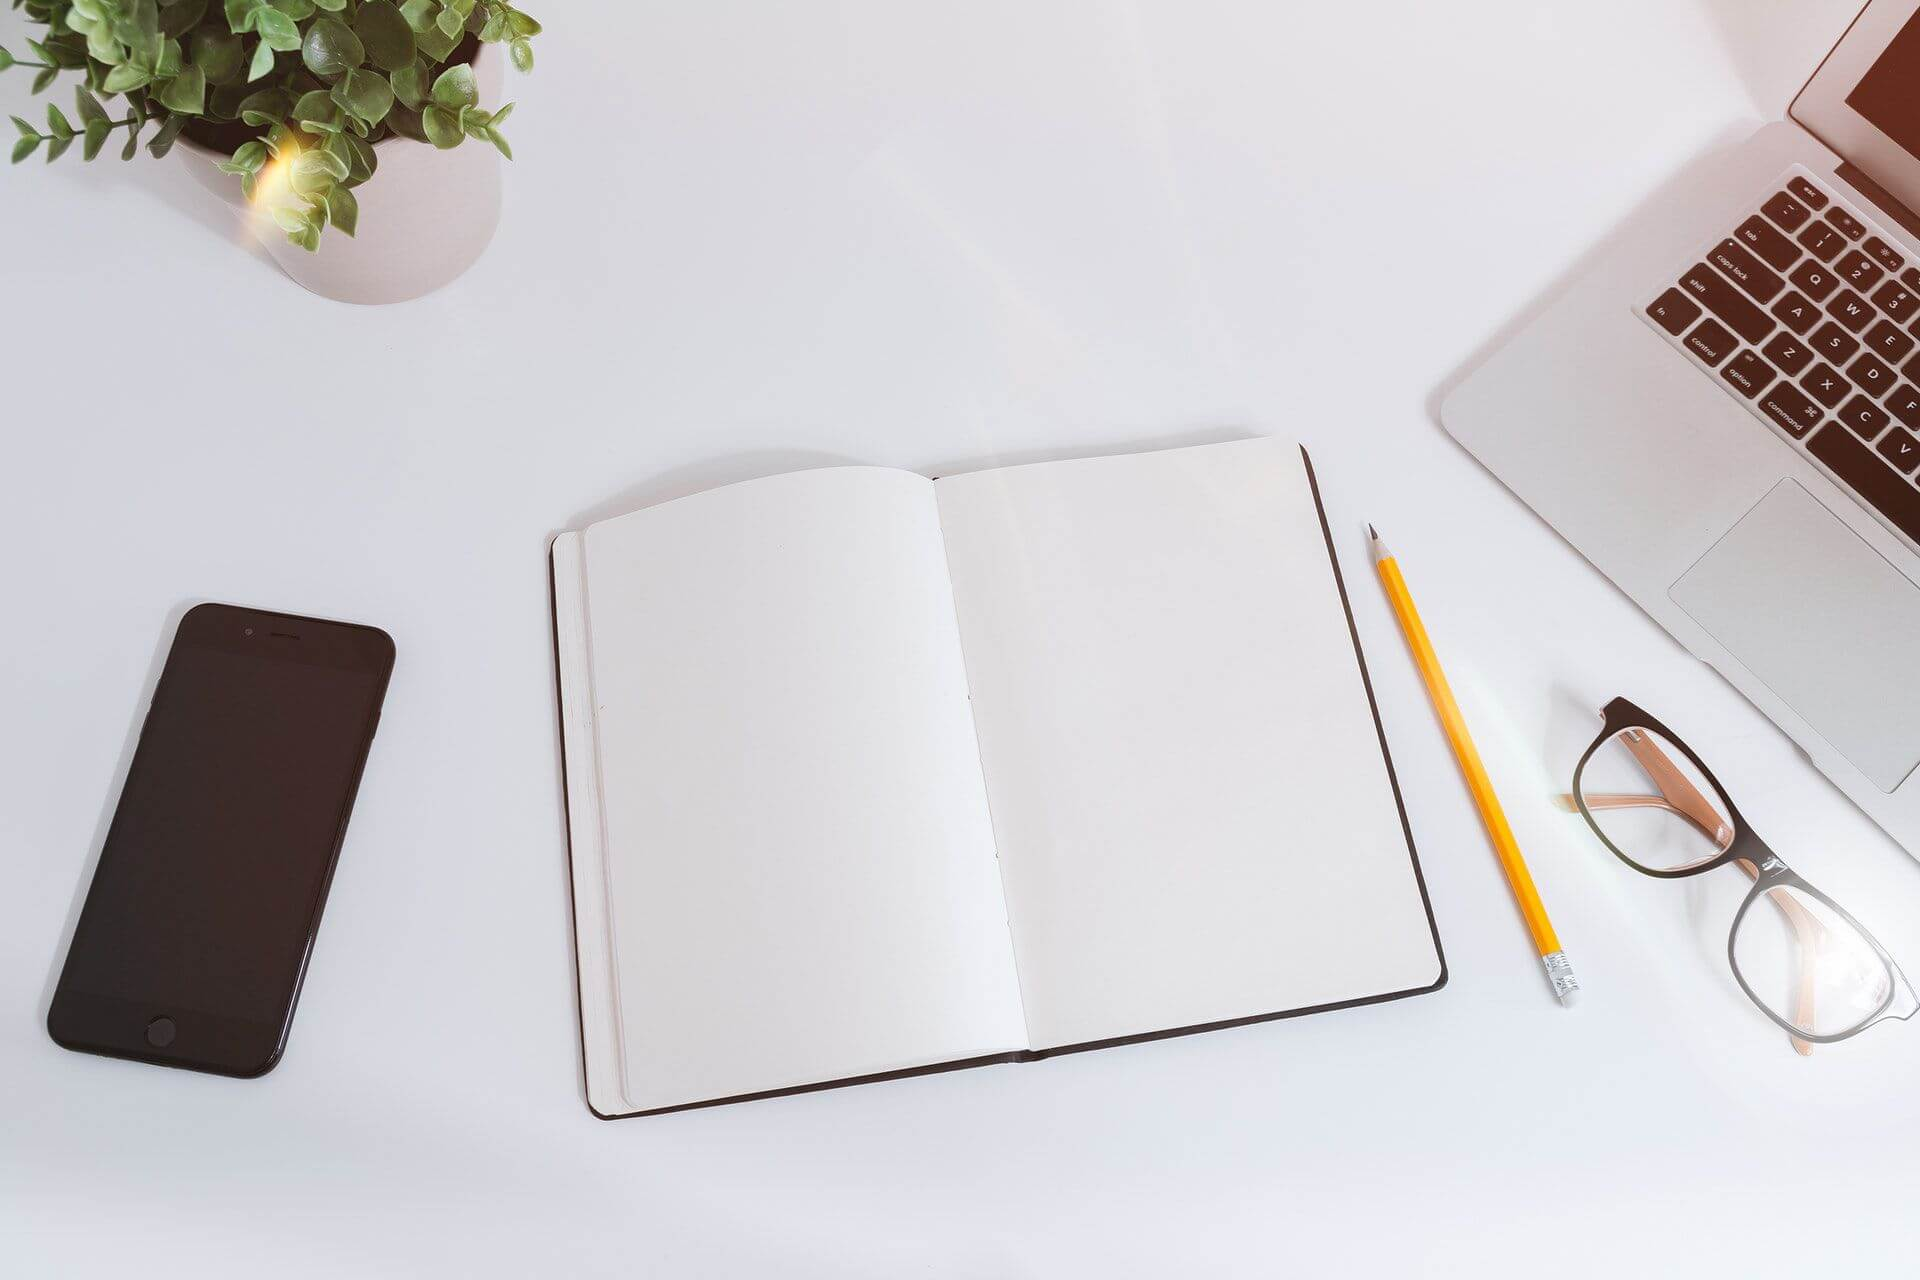 esc
~ `
! 1
@ 2
# 3
tab
Q
W
E
caps lock
A
S
D
F
shift
Z
X
C
V
fn
control
option
⌘ command